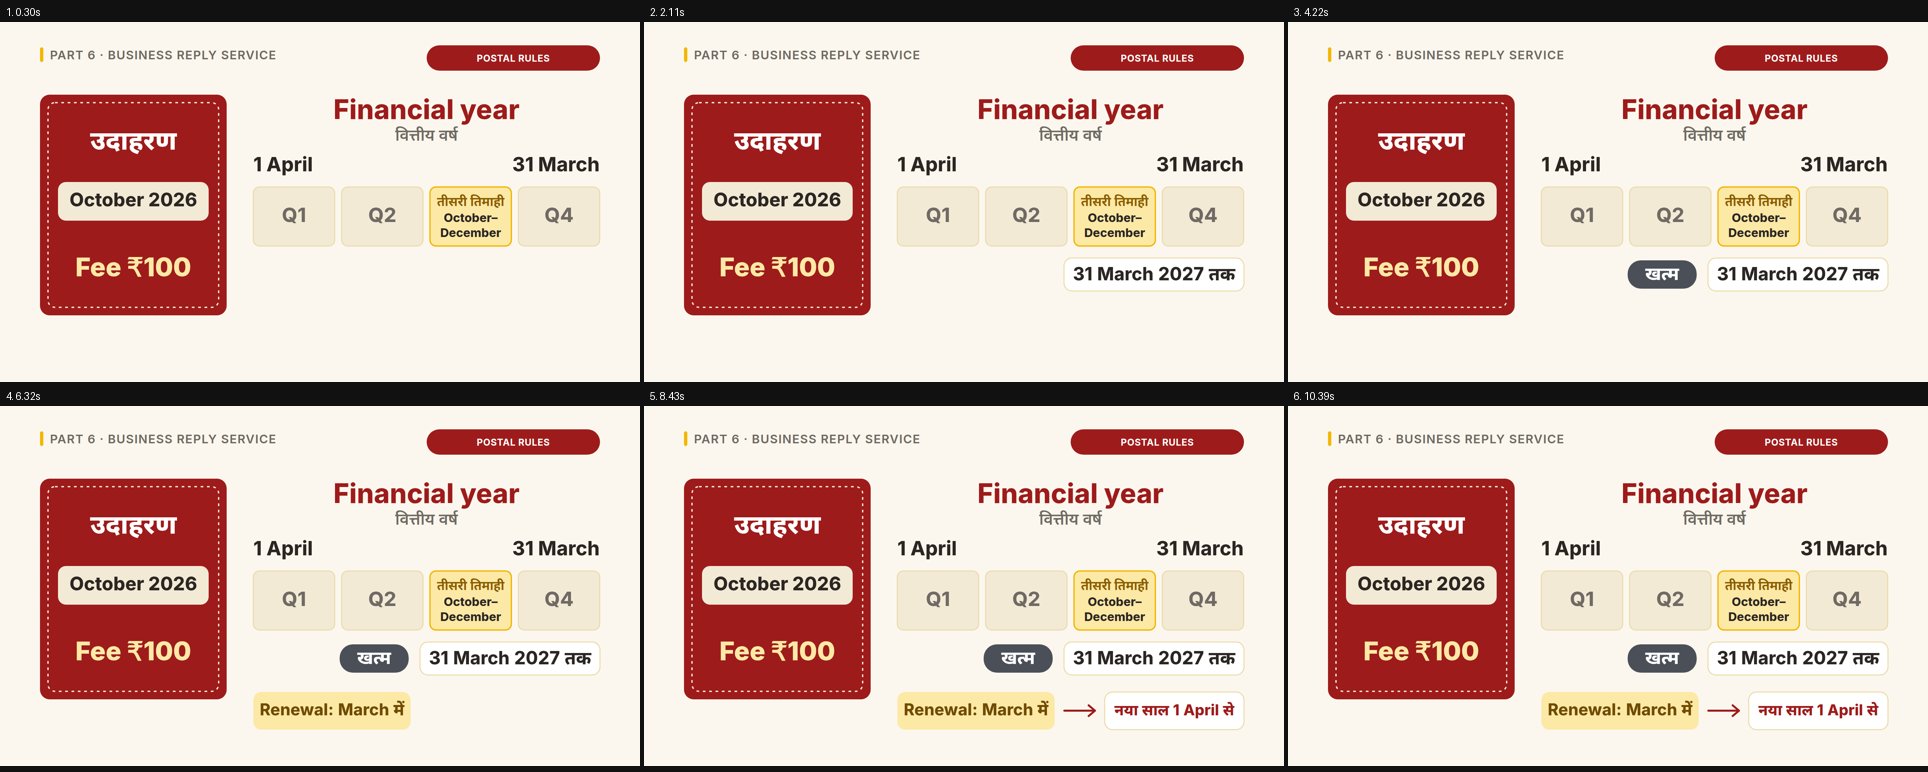 1. 0.30s
PART 6 · BUSINESS REPLY SERVICE
POSTAL RULES
उदाहरण
October 2026
Fee ₹100
Financial year
वित्तीय वर्ष
1 April
31 March
Q1
Q2
तीसरी तिमाही
October–
December
Q4
2. 2.11s
PART 6 · BUSINESS REPLY SERVICE
POSTAL RULES
उदाहरण
October 2026
Fee ₹100
Financial year
वित्तीय वर्ष
1 April
31 March
Q1
Q2
तीसरी तिमाही
October–
December
Q4
31 March 2027 तक
3. 4.22s
PART 6 · BUSINESS REPLY SERVICE
POSTAL RULES
उदाहरण
October 2026
Fee ₹100
Financial year
वित्तीय वर्ष
1 April
31 March
Q1
Q2
तीसरी तिमाही
October–
December
Q4
खत्म
31 March 2027 तक
4. 6.32s
PART 6 · BUSINESS REPLY SERVICE
POSTAL RULES
उदाहरण
October 2026
Fee ₹100
Financial year
वित्तीय वर्ष
1 April
31 March
Q1
Q2
तीसरी तिमाही
October–
December
Q4
खत्म
31 March 2027 तक
Renewal: March में
5. 8.43s
PART 6 · BUSINESS REPLY SERVICE
POSTAL RULES
उदाहरण
October 2026
Fee ₹100
Financial year
वित्तीय वर्ष
1 April
31 March
Q1
Q2
तीसरी तिमाही
October–
December
Q4
खत्म
31 March 2027 तक
Renewal: March में
नया साल 1 April से
6. 10.39s
PART 6 · BUSINESS REPLY SERVICE
POSTAL RULES
उदाहरण
October 2026
Fee ₹100
Financial year
वित्तीय वर्ष
1 April
31 March
Q1
Q2
तीसरी तिमाही
October–
December
Q4
खत्म
31 March 2027 तक
Renewal: March में
नया साल 1 April से